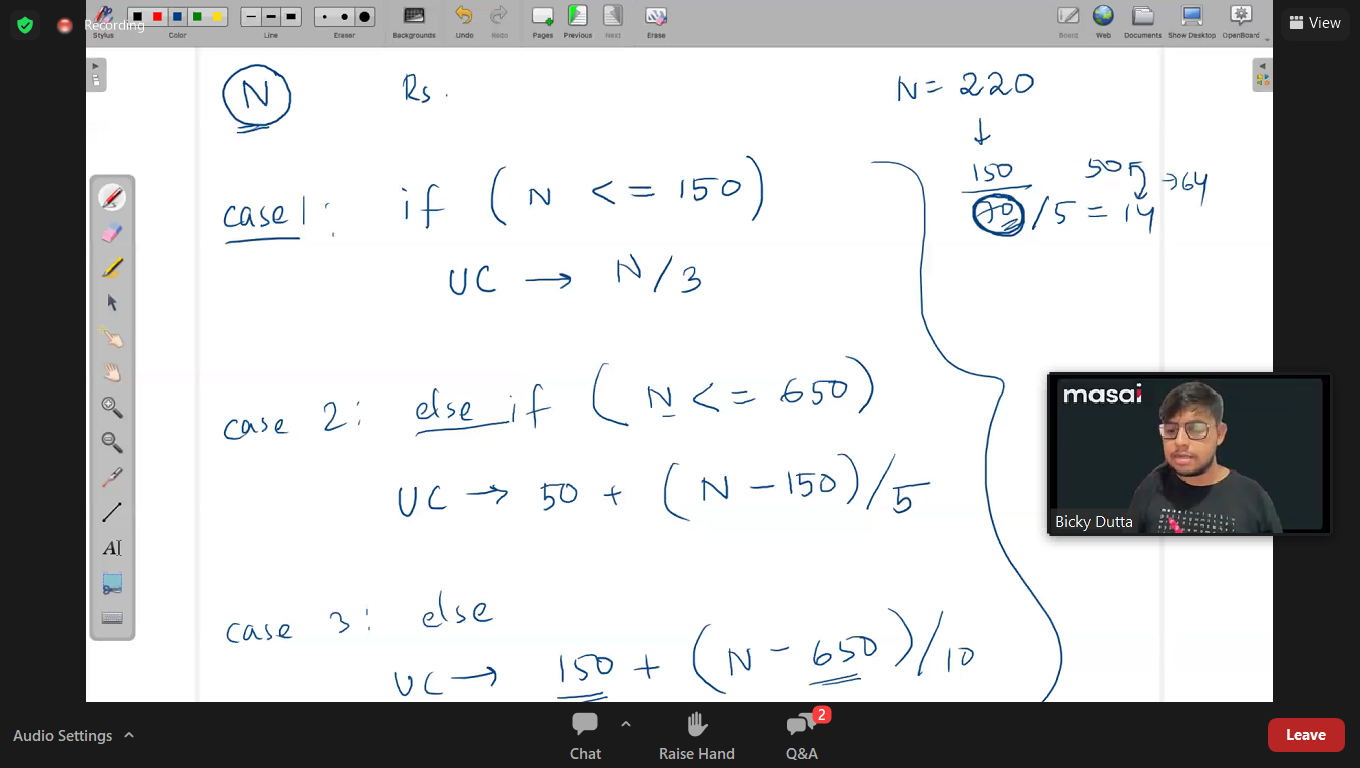 Recording
View
Stylus
Color
Line
Eraser
Backgrounds
Undo
Redo
Pages
Previous
Next
Erase
Board
Web
Documents
Show Desktop
OpenBoard
N Rs.
N = 220
150
70 / 5 = 14
50 → 64
case 1: if ( N <= 150 )
UC → N/3
case 2: else if ( N <= 650 )
UC → 50 + ( N - 150 ) / 5
case 3: else
UC → 150 + ( N - 650 ) / 10
AI
masai
Bicky Dutta
Audio Settings
Chat
Raise Hand
2
Q&A
Leave